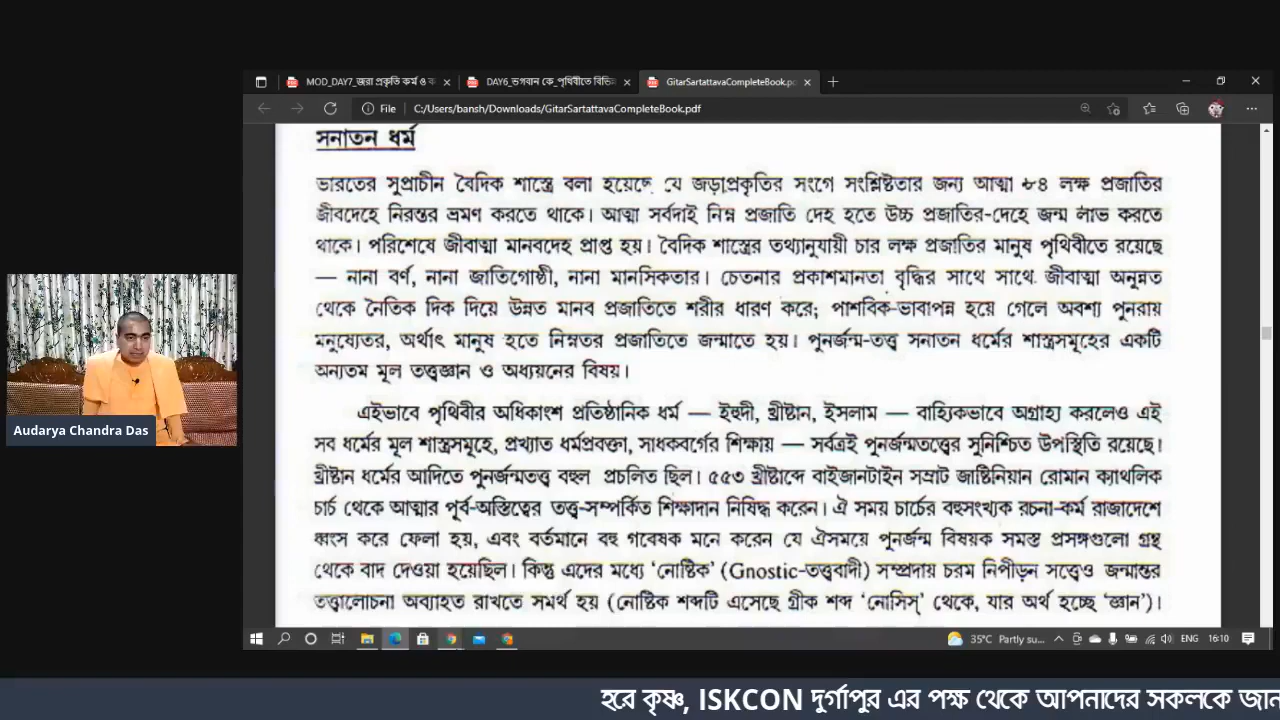 MOD_DAY7_জরা প্রকৃতি কর্ম ও ব
DAY6_ভগবান কে_পৃথিবীতে বিভিন্ন
GitarSartattavaCompleteBook.p
File C:/Users/bansh/Downloads/GitarSartattavaCompleteBook.pdf
সনাতন ধর্ম
ভারতের সুপ্রাচীন বৈদিক শাস্ত্রে বলা হয়েছে যে জড়াপ্রকৃতির সংগে সংশ্লিষ্টতার জন্য আত্মা ৮৪ লক্ষ প্রজাতির
জীবদেহে নিরন্তর ভ্রমণ করতে থাকে। আত্মা সর্বদাই নিম্ন প্রজাতি দেহ হতে উচ্চ প্রজাতির-দেহে জন্ম লাভ করতে
থাকে। পরিশেষে জীবাত্মা মানবদেহ প্রাপ্ত হয়। বৈদিক শাস্ত্রের তথ্যানুযায়ী চার লক্ষ প্রজাতির মানুষ পৃথিবীতে রয়েছে
— নানা বর্ণ, নানা জাতিগোষ্ঠী, নানা মানসিকতার। চেতনার প্রকাশমানতা বৃদ্ধির সাথে সাথে জীবাত্মা অনুন্নত
থেকে নৈতিক দিক দিয়ে উন্নত মানব প্রজাতিতে শরীর ধারণ করে; পাশবিক-ভাবাপন্ন হয়ে গেলে অবশ্য পুনরায়
মনুষ্যেতর, অর্থাৎ মানুষ হতে নিম্নতর প্রজাতিতে জন্মাতে হয়। পুনর্জন্ম-তত্ত্ব সনাতন ধর্মের শাস্ত্রসমূহের একটি
অন্যতম মূল তত্ত্বজ্ঞান ও অধ্যয়নের বিষয়।
এইভাবে পৃথিবীর অধিকাংশ প্রতিষ্ঠানিক ধর্ম — ইহুদী, খ্রীষ্টান, ইসলাম — বাহ্যিকভাবে অগ্রাহ্য করলেও এই
সব ধর্মের মূল শাস্ত্রসমূহে, প্রখ্যাত ধর্মপ্রবক্তা, সাধকবর্গের শিক্ষায় — সর্বত্রই পুনর্জন্মতত্ত্বের সুনিশ্চিত উপস্থিতি রয়েছে।
খ্রীষ্টান ধর্মের আদিতে পুনর্জন্মতত্ত্ব বহুল প্রচলিত ছিল। ৫৫৩ খ্রীষ্টাব্দে বাইজানটাইন সম্রাট জাষ্টিনিয়ান রোমান ক্যাথলিক
চার্চ থেকে আত্মার পূর্ব-অস্তিত্বের তত্ত্ব-সম্পর্কিত শিক্ষাদান নিষিদ্ধ করেন। ঐ সময় চার্চের বহুসংখ্যক রচনা-কর্ম রাজাদেশে
ধ্বংস করে ফেলা হয়, এবং বর্তমানে বহু গবেষক মনে করেন যে ঐসময়ে পুনর্জন্ম বিষয়ক সমস্ত প্রসঙ্গগুলো গ্রন্থ
থেকে বাদ দেওয়া হয়েছিল। কিন্তু এদের মধ্যে ‘নোষ্টিক’ (Gnostic-তত্ত্ববাদী) সম্প্রদায় চরম নিপীড়ন সত্ত্বেও জন্মান্তর
তত্ত্বালোচনা অব্যাহত রাখতে সমর্থ হয় (নোষ্টিক শব্দটি এসেছে গ্রীক শব্দ ‘নোসিস্’ থেকে, যার অর্থ হচ্ছে ‘জ্ঞান’)।
Audarya Chandra Das
35°C Partly su... ENG 16:10
হরে কৃষ্ণ, ISKCON দুর্গাপুর এর পক্ষ থেকে আপনাদের সকলকে জান